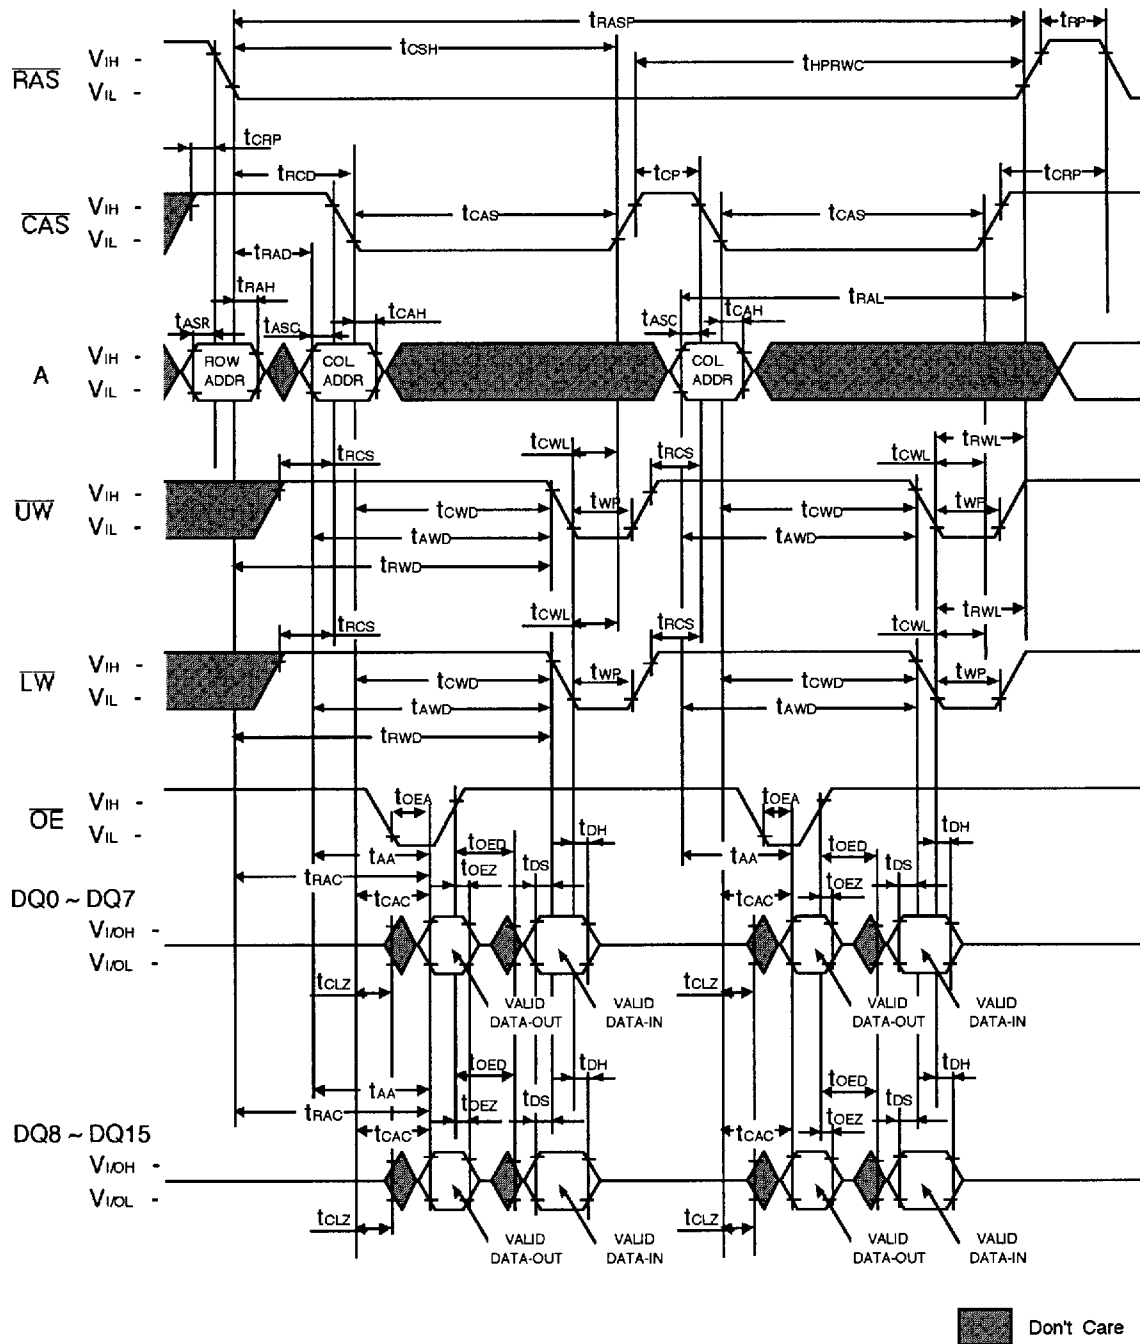 tRASP tRP
tCSH
tHPRWC
RAS VIH -
VIL -
tCRP
tRCD tCP tCRP
CAS VIH -
VIL -
tCAS tCAS
tRAD
tRAH tRAL
tASR tASC tCAH tASC tCAH
A VIH -
VIL -
ROW ADDR COL ADDR COL ADDR
tRWL
tRCS tCWL tRCS tCWL
UW VIH -
VIL -
tWP tWP
tCWD tCWD
tAWD tAWD
tRWD
tRWL
tRCS tCWL tRCS tCWL
LW VIH -
VIL -
tWP tWP
tCWD tCWD
tAWD tAWD
tRWD
OE VIH -
VIL -
tOEA tOEA
tOED tDH tOED tDH
tAA tAA
tOEZ tDS tOEZ tDS
tRAC
tCAC tCAC
DQ0 ~ DQ7
VI/OH -
VI/OL -
tCLZ VALID DATA-OUT VALID DATA-IN tCLZ VALID DATA-OUT VALID DATA-IN
tOED tDH tOED tDH
tAA
tOEZ tDS tOEZ tDS
tRAC
tCAC tCAC
DQ8 ~ DQ15
VI/OH -
VI/OL -
tCLZ VALID DATA-OUT VALID DATA-IN tCLZ VALID DATA-OUT VALID DATA-IN
Don't Care